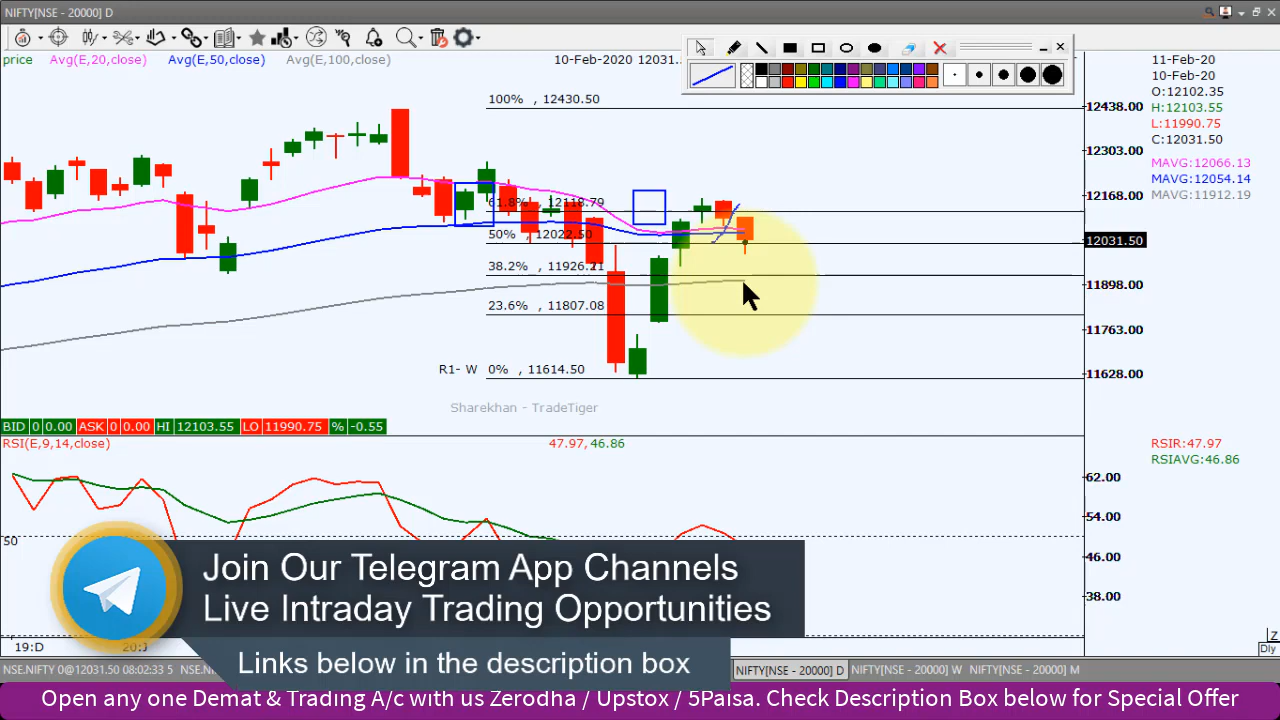 NIFTY[NSE - 20000] D
price Avg(E,20,close) Avg(E,50,close) Avg(E,100,close)
10-Feb-2020 12031.5
11-Feb-20
10-Feb-20
O:12102.35
H:12103.55
L:11990.75
C:12031.50
MAVG:12066.13
MAVG:12054.14
MAVG:11912.19
100% , 12430.50
61.8% , 12118.79
50% , 12022.50
38.2% , 11926.21
23.6% , 11807.08
R1- W 0% , 11614.50
12438.00
12303.00
12168.00
12031.50
11898.00
11763.00
11628.00
Sharekhan - TradeTiger
BID 0 0.00 ASK 0 0.00 HI 12103.55 LO 11990.75 % -0.55
RSI(E,9,14,close) 47.97, 46.86
RSIR:47.97
RSIAVG:46.86
62.00
54.00
46.00
38.00
50
Join Our Telegram App Channels
Live Intraday Trading Opportunities
Links below in the description box
19:D 20:J
Z
Dly
NSE.NIFTY 0@12031.50 08:02:33 5 NIFTY[NSE - 20000] D NIFTY[NSE - 20000] W NIFTY[NSE - 20000] M
Open any one Demat & Trading A/c with us Zerodha / Upstox / 5Paisa. Check Description Box below for Special Offer